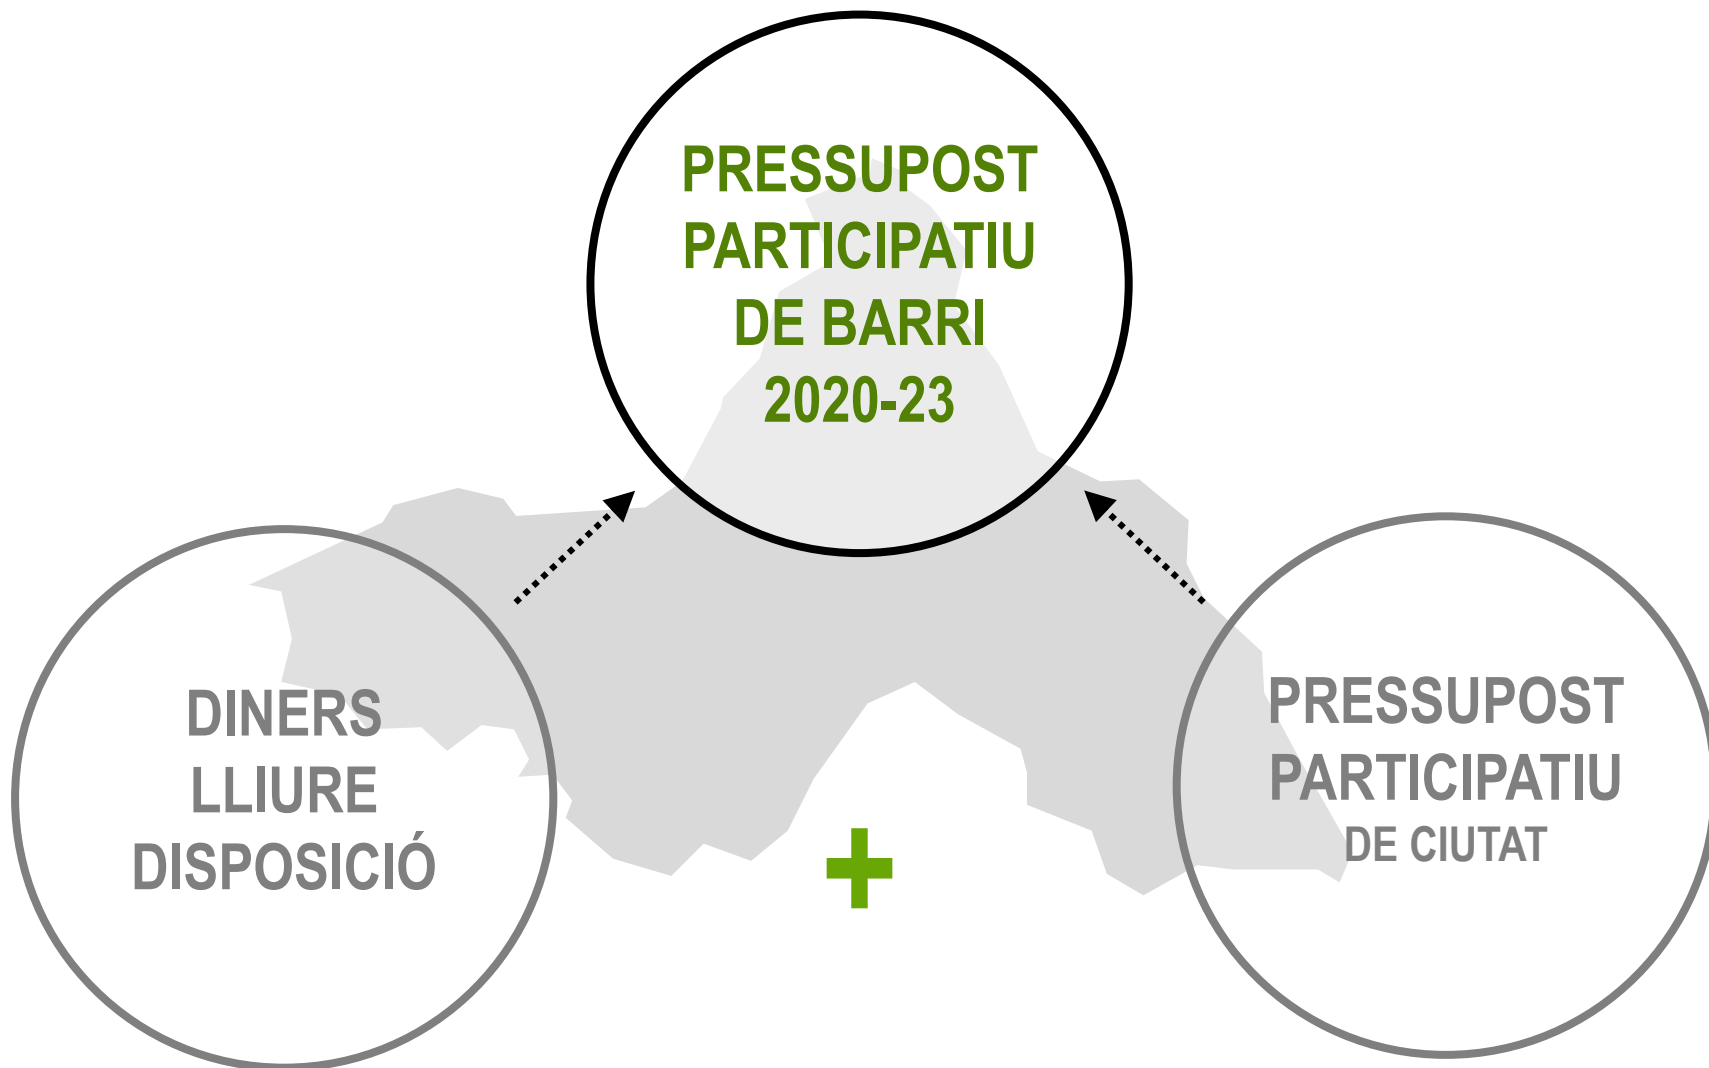 PRESSUPOST
PARTICIPATIU
DE BARRI
2020-23
DINERS
LLIURE
DISPOSICIÓ
+
PRESSUPOST
PARTICIPATIU
DE CIUTAT